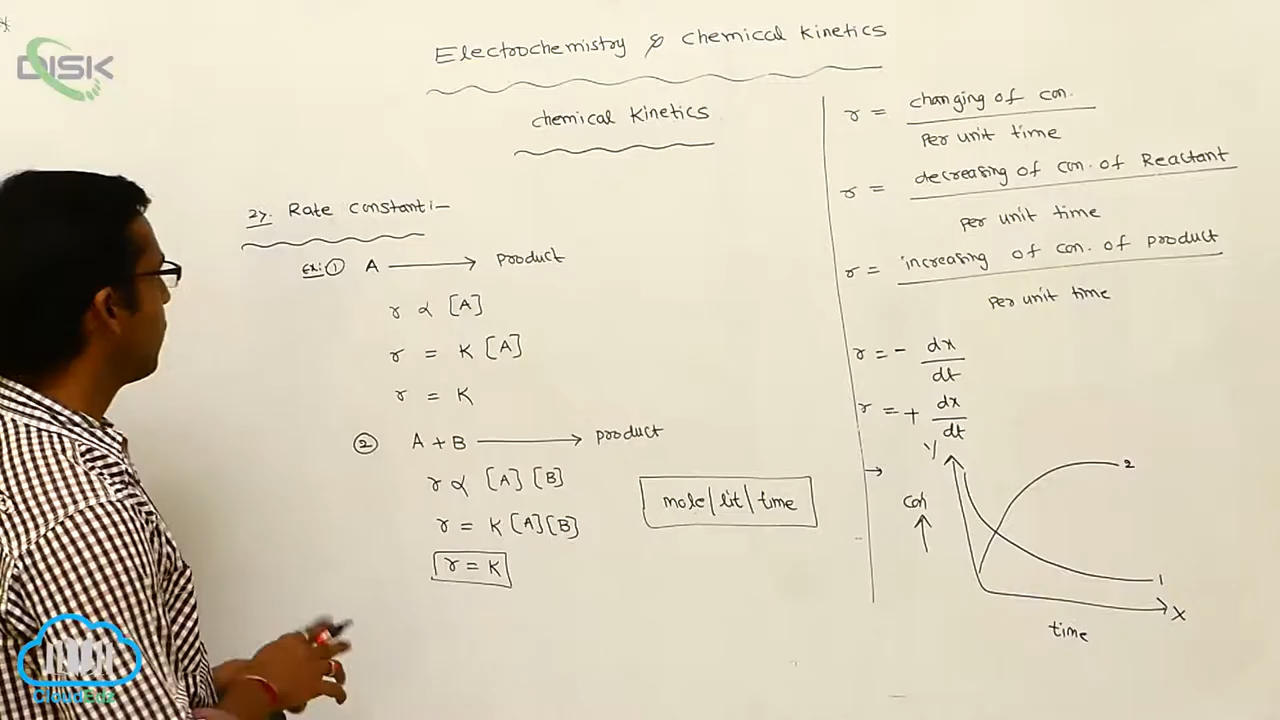 DISK
Electrochemistry & chemical kinetics
chemical kinetics
2). Rate constant:-
Ex: ① A ⟶ product
r ∝ [A]
r = K [A]
r = K
② A + B ⟶ product
r ∝ [A] [B]
r = K [A][B]
r = K
mole/lit/time
r = changing of con.
per unit time
r = decreasing of con. of Reactant
per unit time
r = increasing of con. of product
per unit time
r = - dx
dt
r = + dx
dt
→
y
2
con
1
X
time
CloudEdz